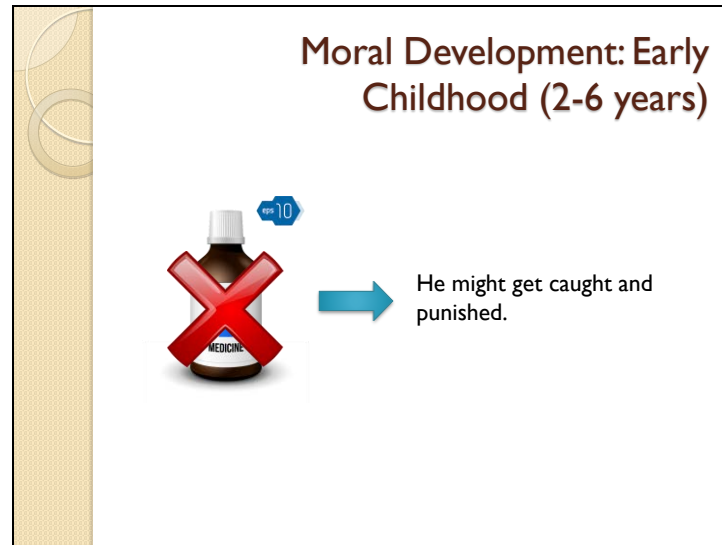 Moral Development: Early
Childhood (2-6 years)
eps 10
MEDICINE
He might get caught and
punished.